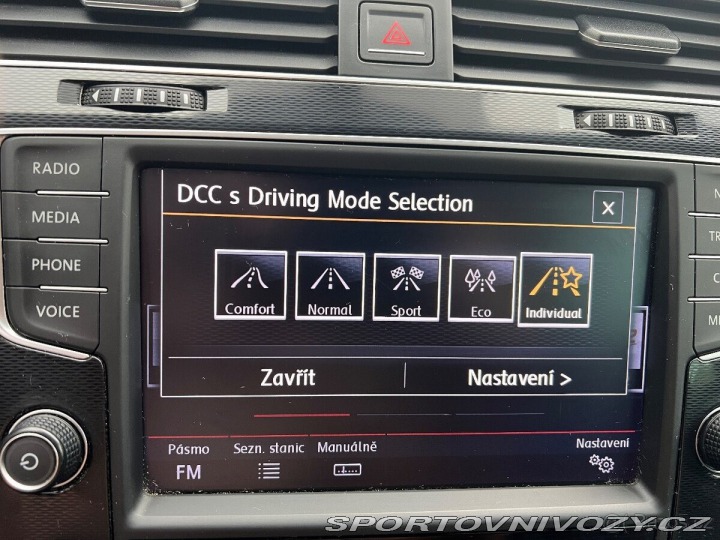 RADIO
MEDIA
PHONE
VOICE
DCC s Driving Mode Selection
X
Comfort
Normal
Sport
Eco
Individual
Zavřít
Nastavení >
Pásmo
FM
Sezn. stanic
Manuálně
Nastavení
SPORTOVNIVOZY.CZ